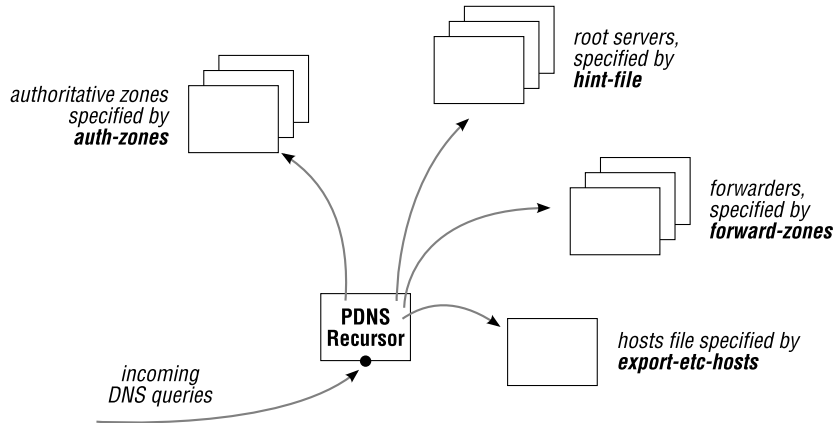 root servers,
specified by
hint-file
authoritative zones
specified by
auth-zones
forwarders,
specified by
forward-zones
PDNS
Recursor
hosts file specified by
export-etc-hosts
incoming
DNS queries